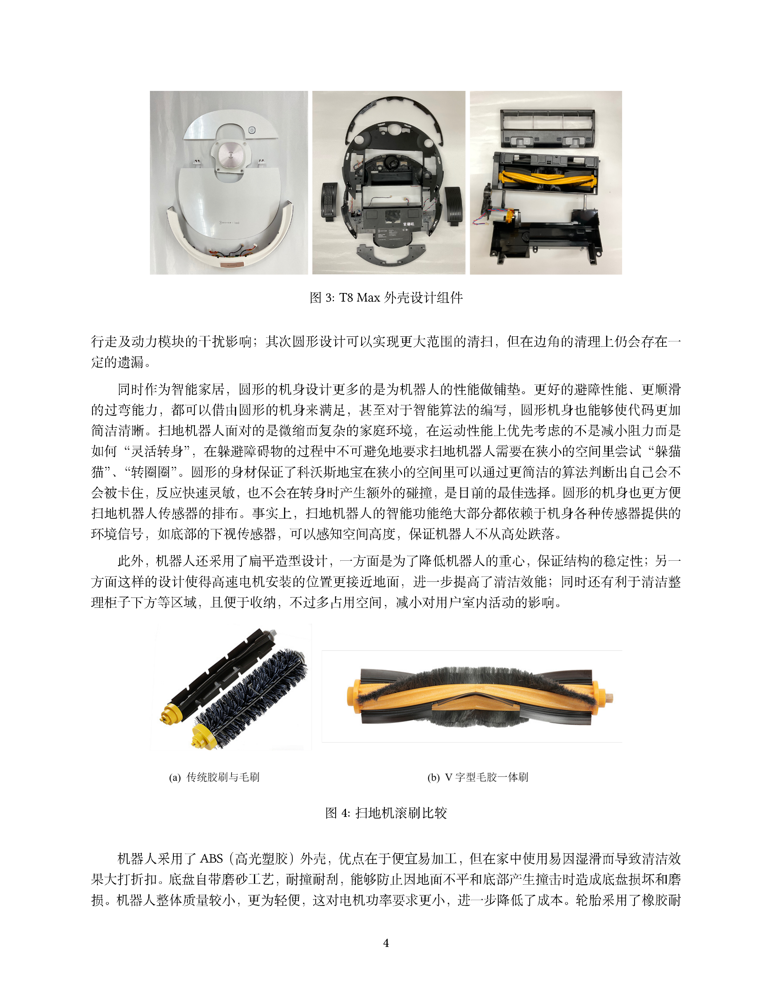 官翻机
图 3: T8 Max 外壳设计组件
行走及动力模块的干扰影响；其次圆形设计可以实现更大范围的清扫，但在边角的清理上仍会存在一
定的遗漏。
同时作为智能家居，圆形的机身设计更多的是为机器人的性能做铺垫。更好的避障性能、更顺滑
的过弯能力，都可以借由圆形的机身来满足，甚至对于智能算法的编写，圆形机身也能够使代码更加
简洁清晰。扫地机器人面对的是微缩而复杂的家庭环境，在运动性能上优先考虑的不是减小阻力而是
如何“灵活转身”，在躲避障碍物的过程中不可避免地要求扫地机器人需要在狭小的空间里尝试“躲猫
猫”、“转圈圈”。圆形的身材保证了科沃斯地宝在狭小的空间里可以通过更简洁的算法判断出自己会不
会被卡住，反应快速灵敏，也不会在转身时产生额外的碰撞，是目前的最佳选择。圆形的机身也更方便
扫地机器人传感器的排布。事实上，扫地机器人的智能功能绝大部分都依赖于机身各种传感器提供的
环境信号，如底部的下视传感器，可以感知空间高度，保证机器人不从高处跌落。
此外，机器人还采用了扁平造型设计，一方面是为了降低机器人的重心，保证结构的稳定性；另一
方面这样的设计使得高速电机安装的位置更接近地面，进一步提高了清洁效能；同时还有利于清洁整
理柜子下方等区域，且便于收纳，不过多占用空间，减小对用户室内活动的影响。
(a) 传统胶刷与毛刷
(b) V 字型毛胶一体刷
图 4: 扫地机滚刷比较
机器人采用了 ABS（高光塑胶）外壳，优点在于便宜易加工，但在家中使用易因湿滑而导致清洁效
果大打折扣。底盘自带磨砂工艺，耐撞耐刮，能够防止因地面不平和底部产生撞击时造成底盘损坏和磨
损。机器人整体质量较小，更为轻便，这对电机功率要求更小，进一步降低了成本。轮胎采用了橡胶耐
4